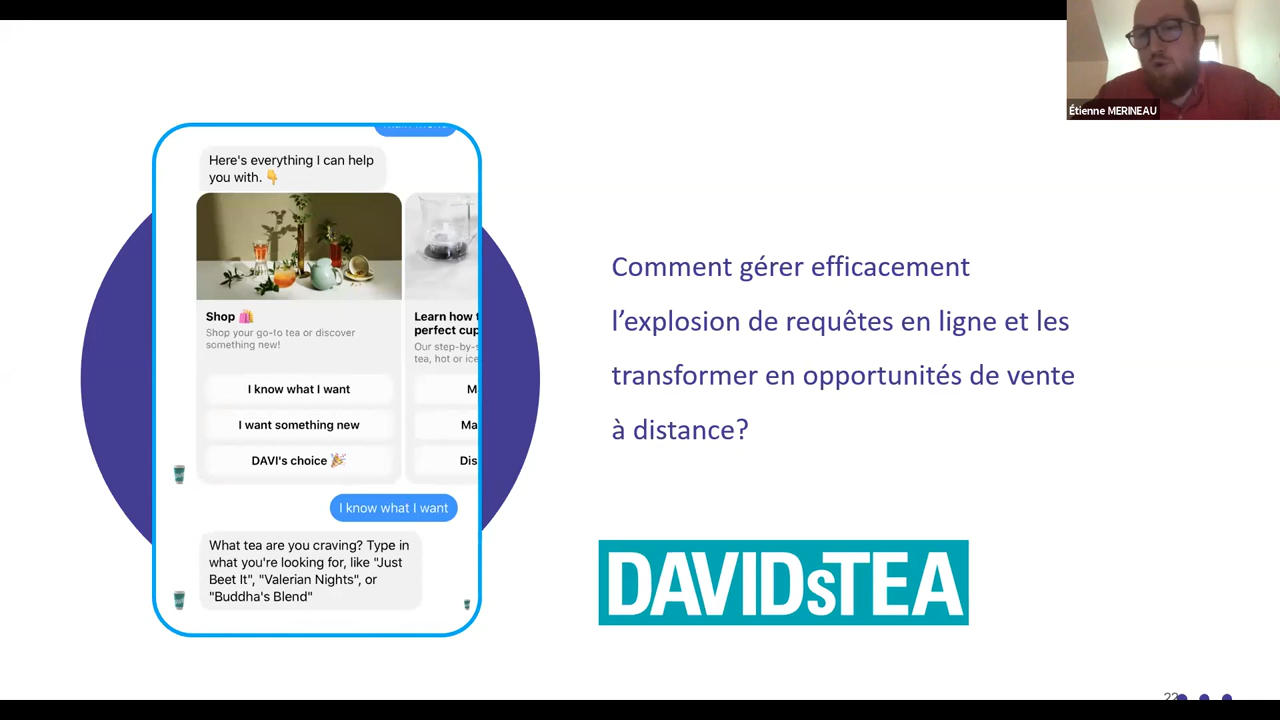 Étienne MERINEAU
Here's everything I can help
you with. 👇
Shop 🛍️
Shop your go-to tea or discover
something new!
I know what I want
I want something new
DAVI's choice 🎉
Learn how
perfect cup
Our step-by-s
tea, hot or ice
M
Ma
Dis
I know what I want
What tea are you craving? Type in
what you're looking for, like "Just
Beet It", "Valerian Nights", or
"Buddha's Blend"
Comment gérer efficacement
l’explosion de requêtes en ligne et les
transformer en opportunités de vente
à distance?
DAVIDsTEA
22